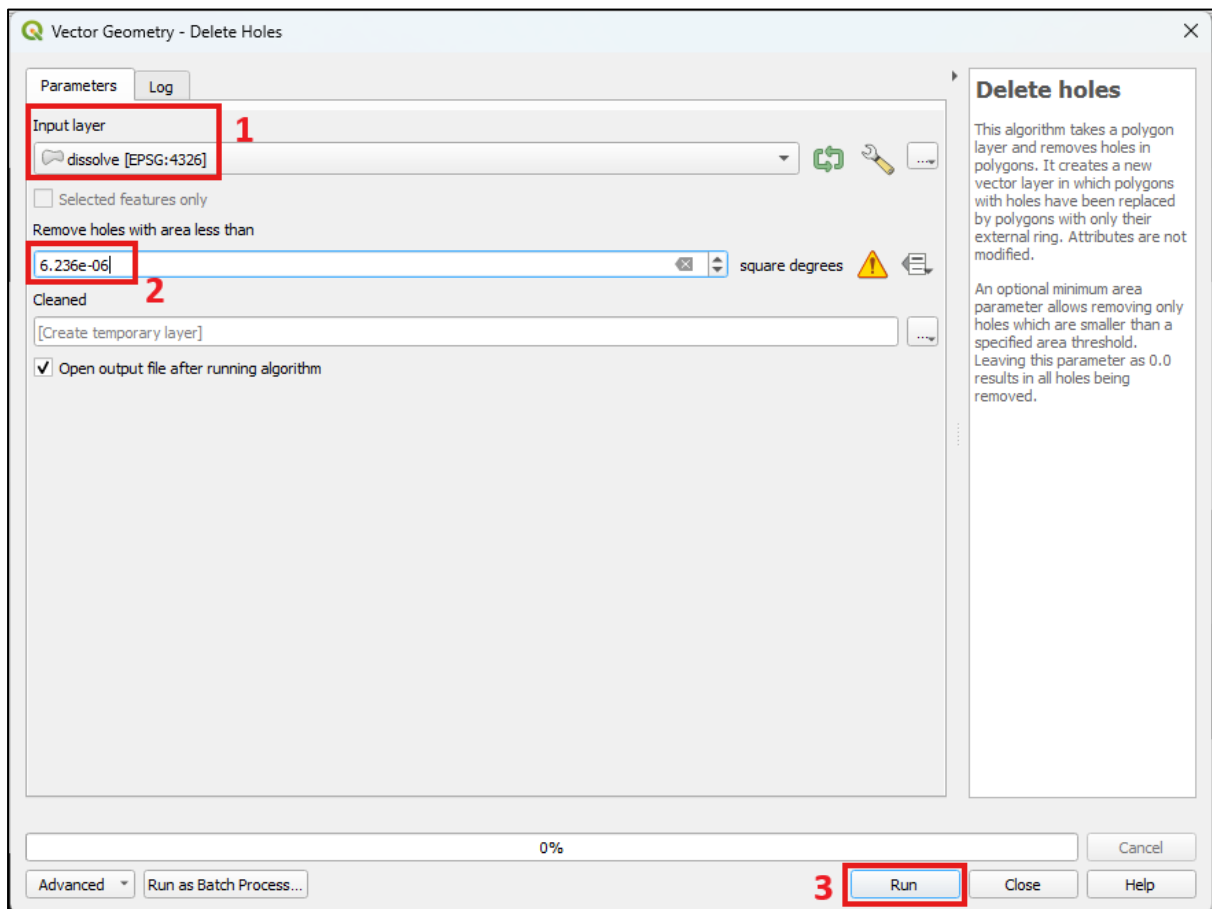 Vector Geometry - Delete Holes
Parameters
Log
Input layer
1
dissolve [EPSG:4326]
Selected features only
Remove holes with area less than
6.236e-06
square degrees
2
Cleaned
[Create temporary layer]
Open output file after running algorithm
Delete holes
This algorithm takes a polygon
layer and removes holes in
polygons. It creates a new
vector layer in which polygons
with holes have been replaced
by polygons with only their
external ring. Attributes are not
modified.
An optional minimum area
parameter allows removing only
holes which are smaller than a
specified area threshold.
Leaving this parameter as 0.0
results in all holes being
removed.
0%
Cancel
Advanced
Run as Batch Process...
3
Run
Close
Help